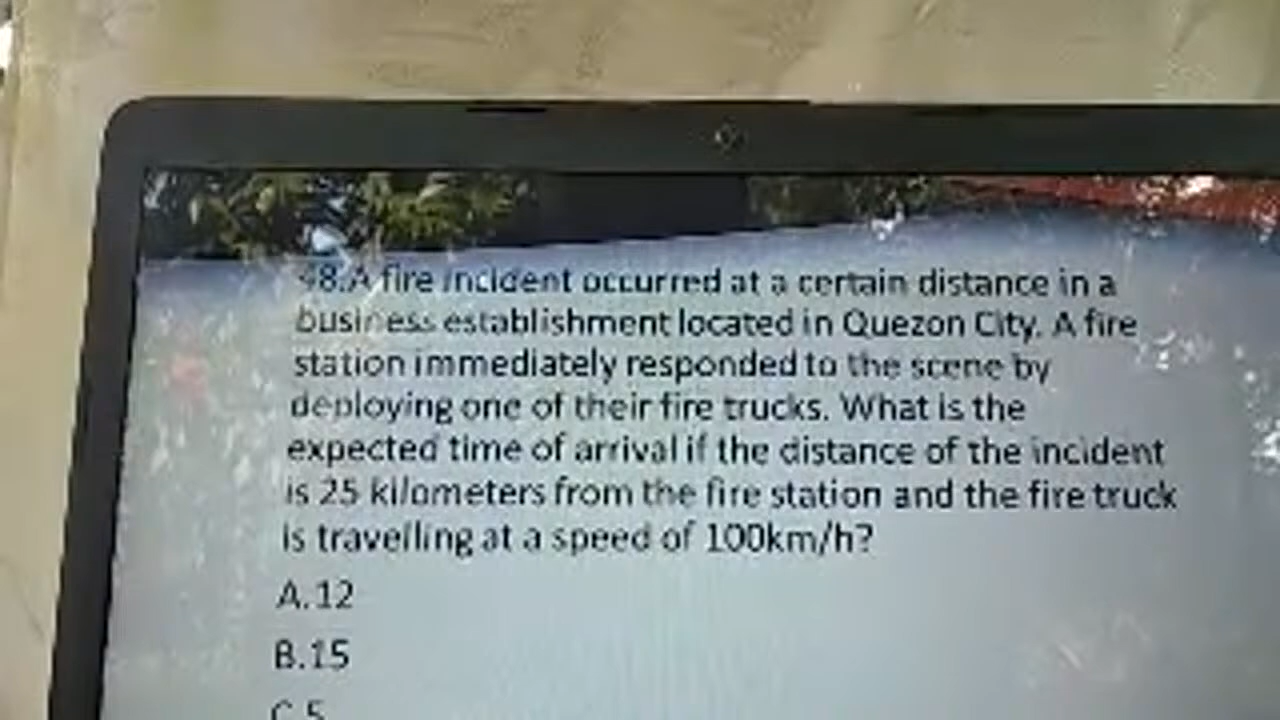 48.A fire incident occurred at a certain distance in a
business establishment located in Quezon City. A fire
station immediately responded to the scene by
deploying one of their fire trucks. What is the
expected time of arrival if the distance of the incident
is 25 kilometers from the fire station and the fire truck
is travelling at a speed of 100km/h?
A.12
B.15
C.5